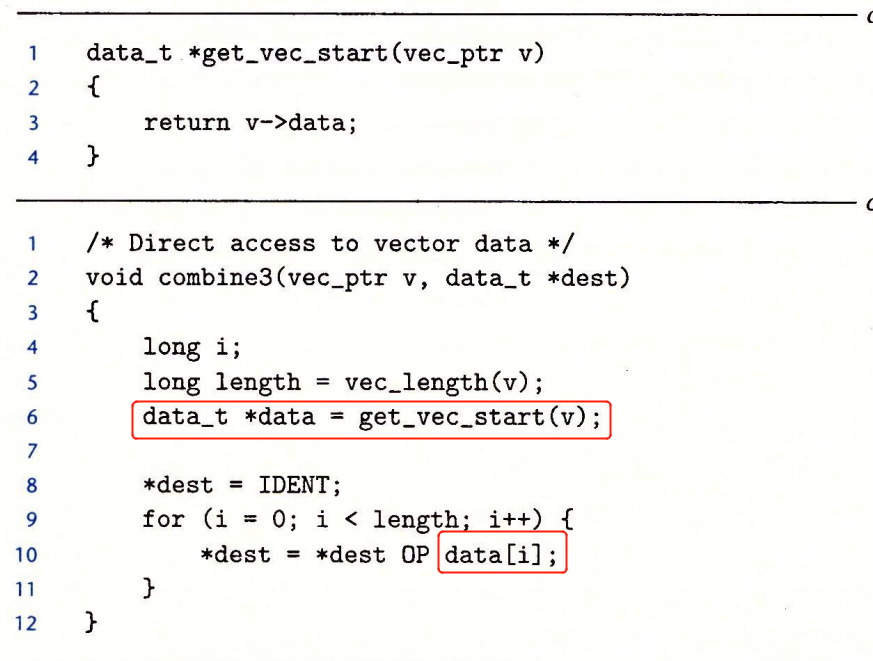 1 data_t *get_vec_start(vec_ptr v)
2 {
3     return v->data;
4 }
1 /* Direct access to vector data */
2 void combine3(vec_ptr v, data_t *dest)
3 {
4     long i;
5     long length = vec_length(v);
6     data_t *data = get_vec_start(v);
7
8     *dest = IDENT;
9     for (i = 0; i < length; i++) {
10         *dest = *dest OP data[i];
11     }
12 }